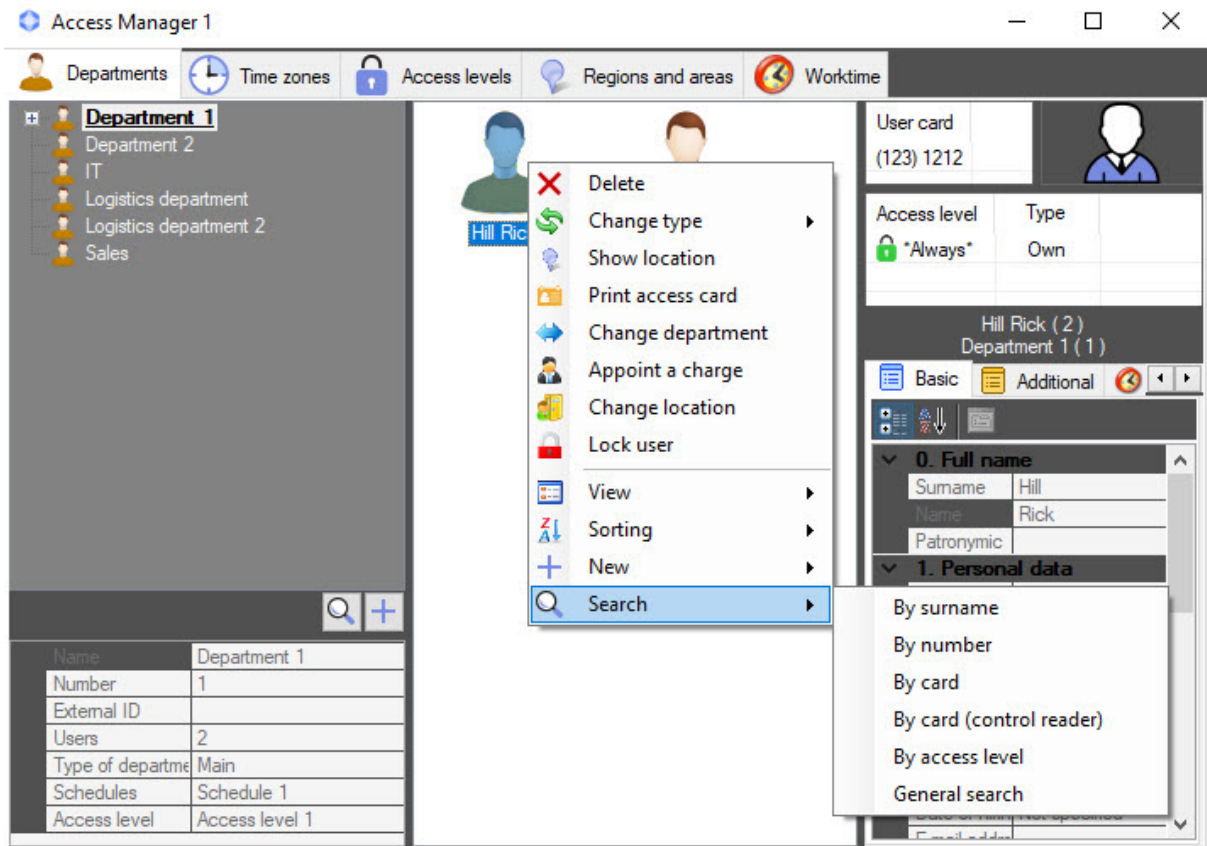 Access Manager 1
Departments
Time zones
Access levels
Regions and areas
Worktime
Department 1
Department 2
IT
Logistics department
Logistics department 2
Sales
Name Department 1
Number 1
External ID
Users 2
Type of departme Main
Schedules Schedule 1
Access level Access level 1
Hill Ric
Delete
Change type
Show location
Print access card
Change department
Appoint a charge
Change location
Lock user
View
Sorting
New
Search
By surname
By number
By card
By card (control reader)
By access level
General search
User card
(123) 1212
Access level Type
*Always* Own
Hill Rick ( 2 )
Department 1 ( 1 )
Basic
Additional
0. Full name
Surname Hill
Name Rick
Patronymic
1. Personal data